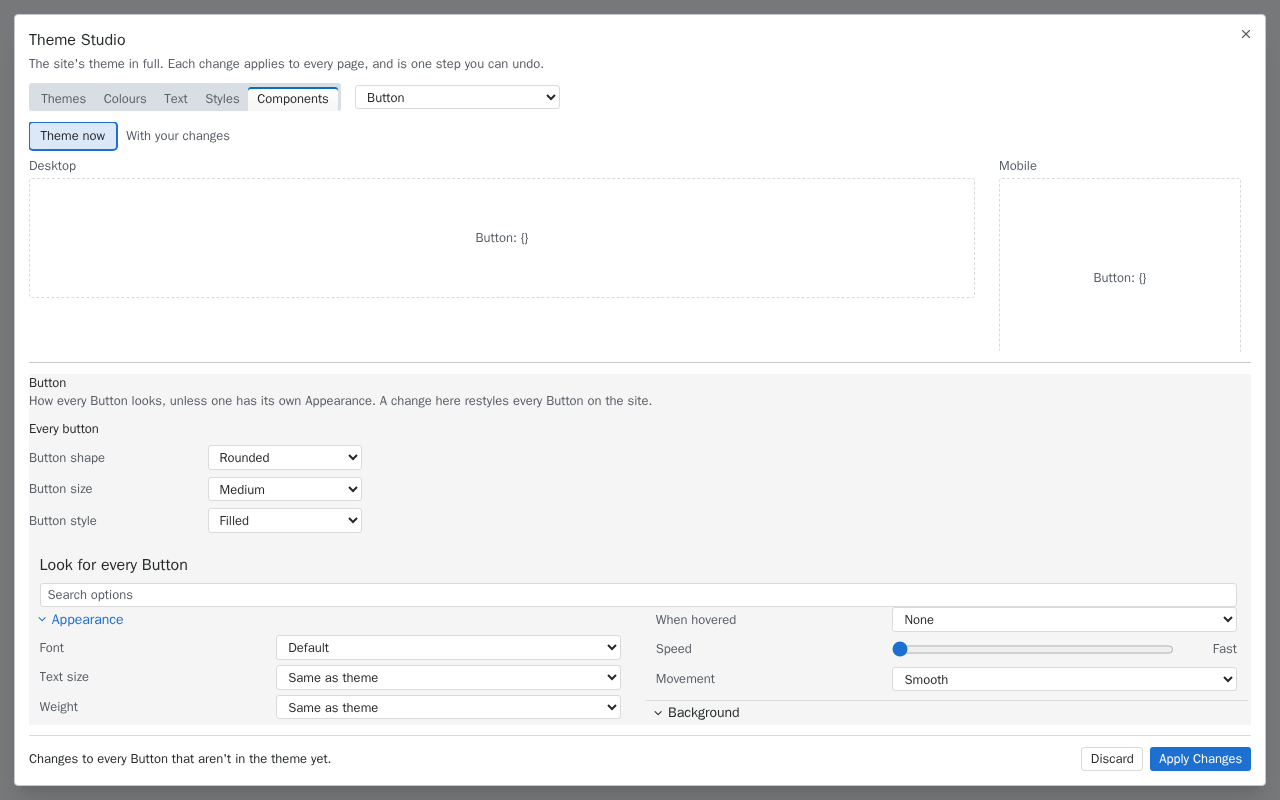 Theme Studio
×
The site's theme in full. Each change applies to every page, and is one step you can undo.
Themes Colours Text Styles Components Button
Theme now With your changes
Desktop Mobile
Button: {}
Button: {}
Button
How every Button looks, unless one has its own Appearance. A change here restyles every Button on the site.
Every button
Button shape Rounded
Button size Medium
Button style Filled
Look for every Button
Search options
Appearance
Font Default
Text size Same as theme
Weight Same as theme
When hovered None
Speed Fast
Movement Smooth
Background
Changes to every Button that aren't in the theme yet.
Discard Apply Changes